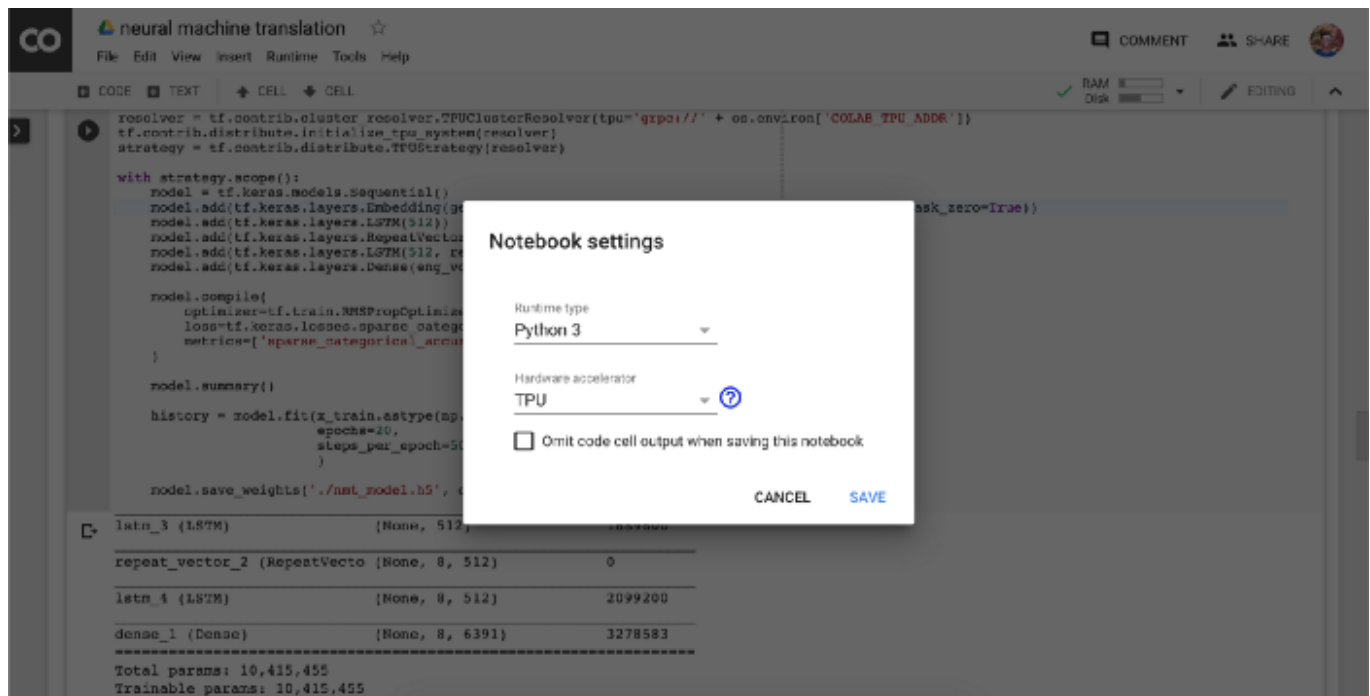 CO
neural machine translation
COMMENT
SHARE
File Edit View Insert Runtime Tools Help
CODE TEXT CELL CELL
RAM
Disk
EDITING
resolver = tf.contrib.cluster_resolver.TPUClusterResolver(tpu='grpc://' + os.environ['COLAB_TPU_ADDR'])
tf.contrib.distribute.initialize_tpu_system(resolver)
strategy = tf.contrib.distribute.TPUStrategy(resolver)
with strategy.scope():
model = tf.keras.models.Sequential()
model.add(tf.keras.layers.Embedding(ge
ask_zero=True))
model.add(tf.keras.layers.LSTM(512))
model.add(tf.keras.layers.RepeatVector
model.add(tf.keras.layers.LSTM(512, re
model.add(tf.keras.layers.Dense(eng_vo
model.compile(
optimizer=tf.train.RMSPropOptimize
loss=tf.keras.losses.sparse_catego
metrics=['sparse_categorical_accur
)
model.summary()
history = model.fit(x_train.astype(np.
epochs=20,
steps_per_epoch=50
)
model.save_weights('./nmt_model.h5', o
Notebook settings
Runtime type
Python 3
Hardware accelerator
TPU
?
Omit code cell output when saving this notebook
CANCEL SAVE
lstm_3 (LSTM) (None, 512)
repeat_vector_2 (RepeatVecto (None, 8, 512) 0
lstm_4 (LSTM) (None, 8, 512) 2099200
dense_1 (Dense) (None, 8, 6391) 3278583
Total params: 10,415,455
Trainable params: 10,415,455